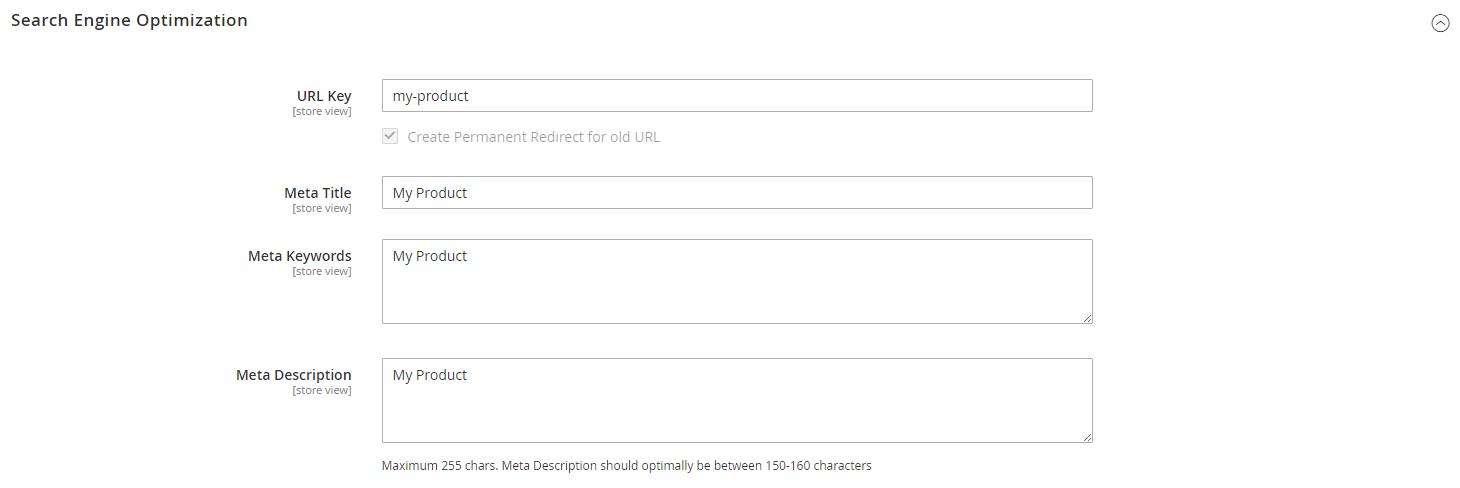 Search Engine Optimization
URL Key
[store view]
my-product
Create Permanent Redirect for old URL
Meta Title
[store view]
My Product
Meta Keywords
[store view]
My Product
Meta Description
[store view]
My Product
Maximum 255 chars. Meta Description should optimally be between 150-160 characters